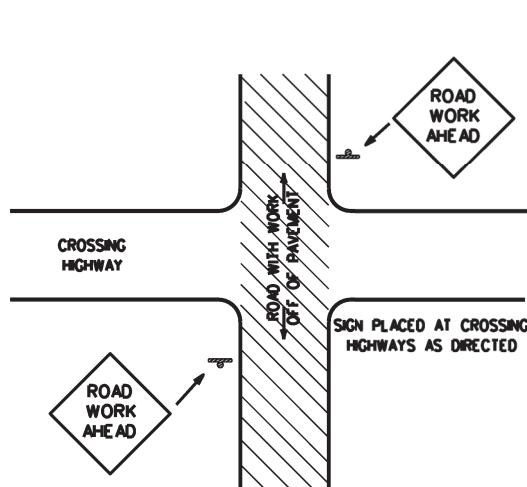 ROAD
WORK
AHEAD
CROSSING
HIGHWAY
ROAD WITH WORK
OFF OF PAVEMENT
SIGN PLACED AT CROSSING
HIGHWAYS AS DIRECTED
ROAD
WORK
AHEAD